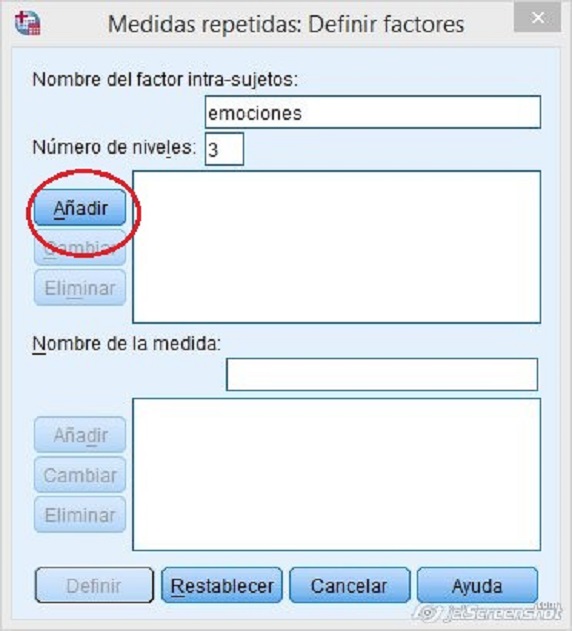 Medidas repetidas: Definir factores
Nombre del factor intra-sujetos:
emociones
Número de niveles: 3
Añadir
Cambiar
Eliminar
Nombre de la medida:
Añadir
Cambiar
Eliminar
Definir Restablecer Cancelar Ayuda
jetScreenshot